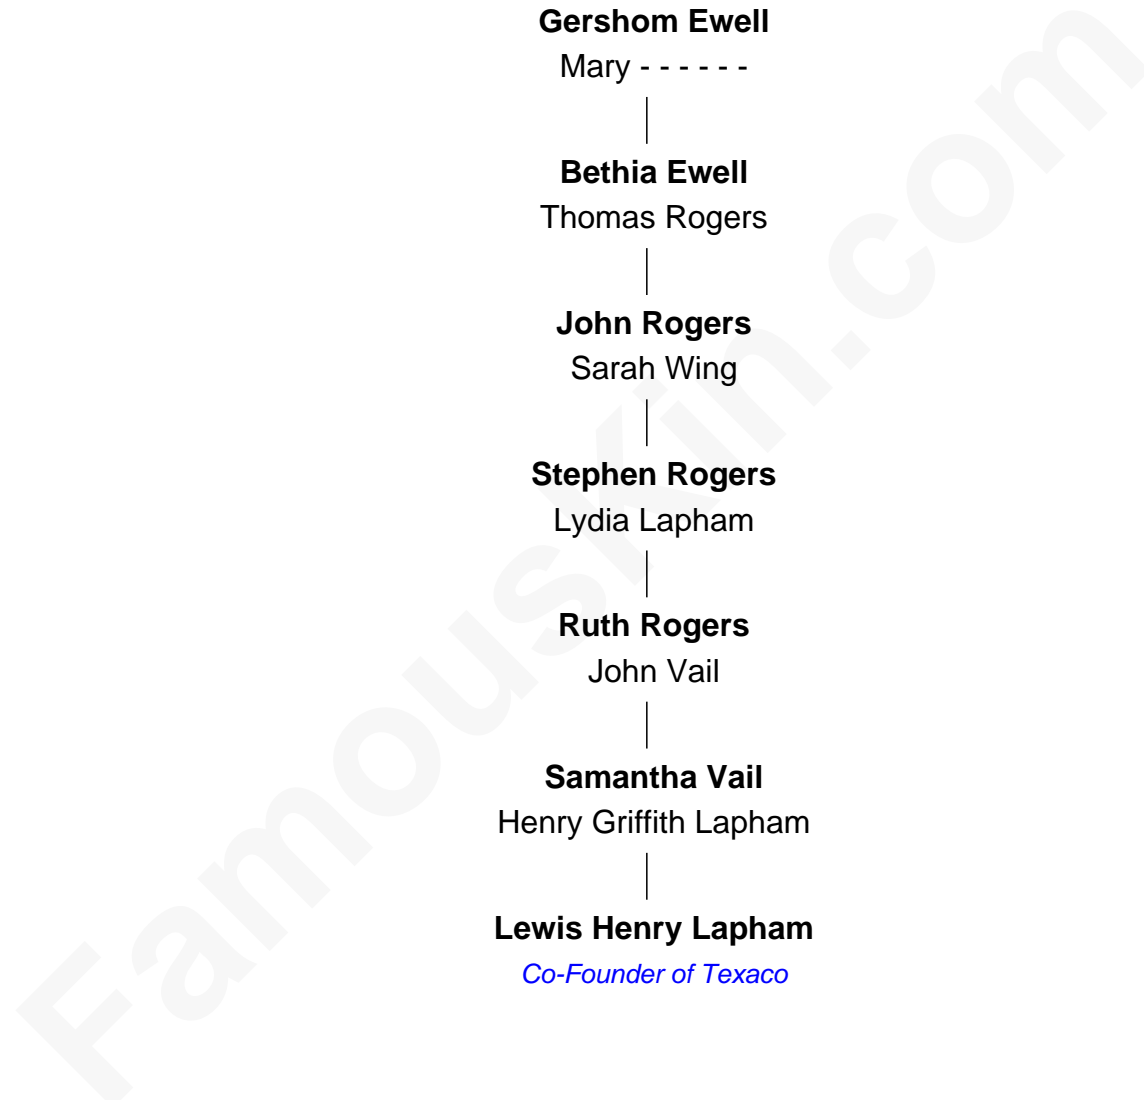 Gershom Ewell
Mary - - - - - -
Bethia Ewell
Thomas Rogers
John Rogers
Sarah Wing
Stephen Rogers
Lydia Lapham
Ruth Rogers
John Vail
Samantha Vail
Henry Griffith Lapham
Lewis Henry Lapham
Co-Founder of Texaco
FamousKin.com